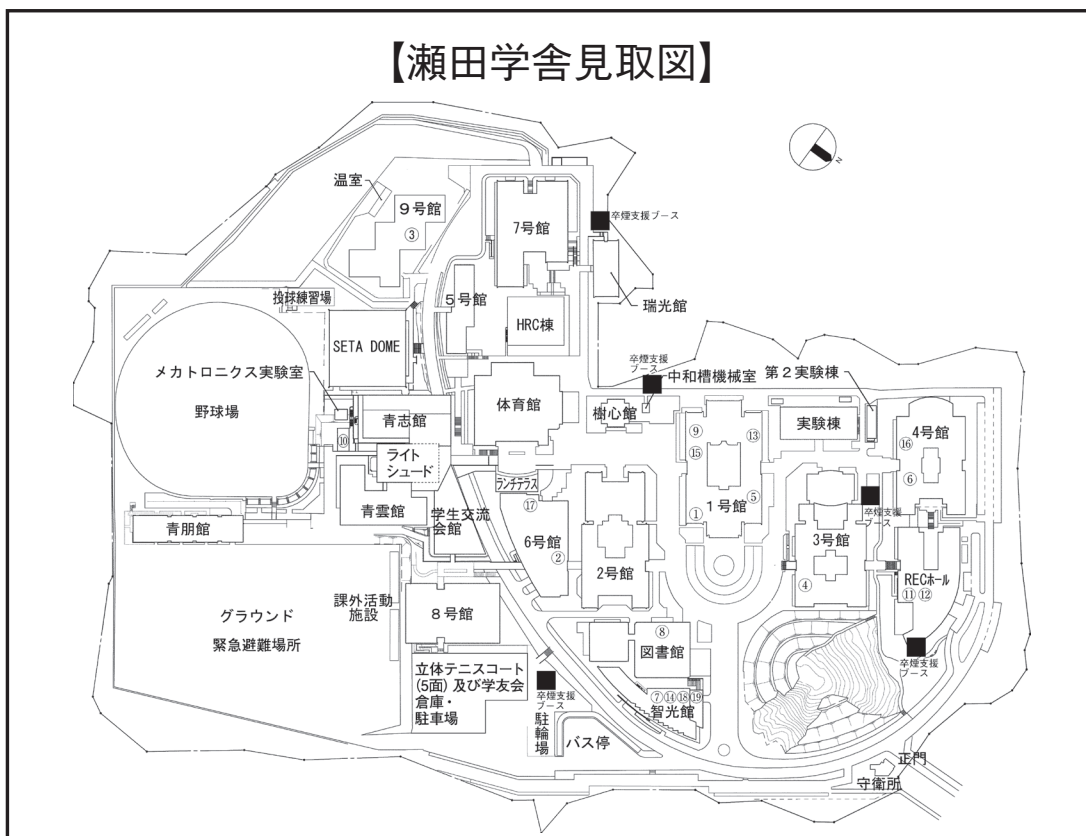 【瀬田学舎見取図】
N
温室
9号館
③
7号館
卒煙支援ブース
瑞光館
投球練習場
5号館
HRC棟
SETA DOME
メカトロニクス実験室
野球場
体育館
卒煙支援
ブース
中和槽機械室
第2実験棟
樹心館
⑨
⑬
⑮
実験棟
4号館
⑯
⑥
青志館
⑩
ライト
シュード
ランチテラス
⑰
青雲館
学生交流
会館
青朋館
6号館
②
2号館
①
1号館
⑤
卒煙支援
ブース
3号館
④
RECホール
⑪ ⑫
グラウンド
緊急避難場所
課外活動
施設
8号館
⑧
図書館
卒煙支援
ブース
立体テニスコート
(5面)及び学友会
倉庫・
駐車場
卒煙支援
ブース
⑦ ⑭ ⑱ ⑲
智光館
駐輪場
バス停
正門
守衛所